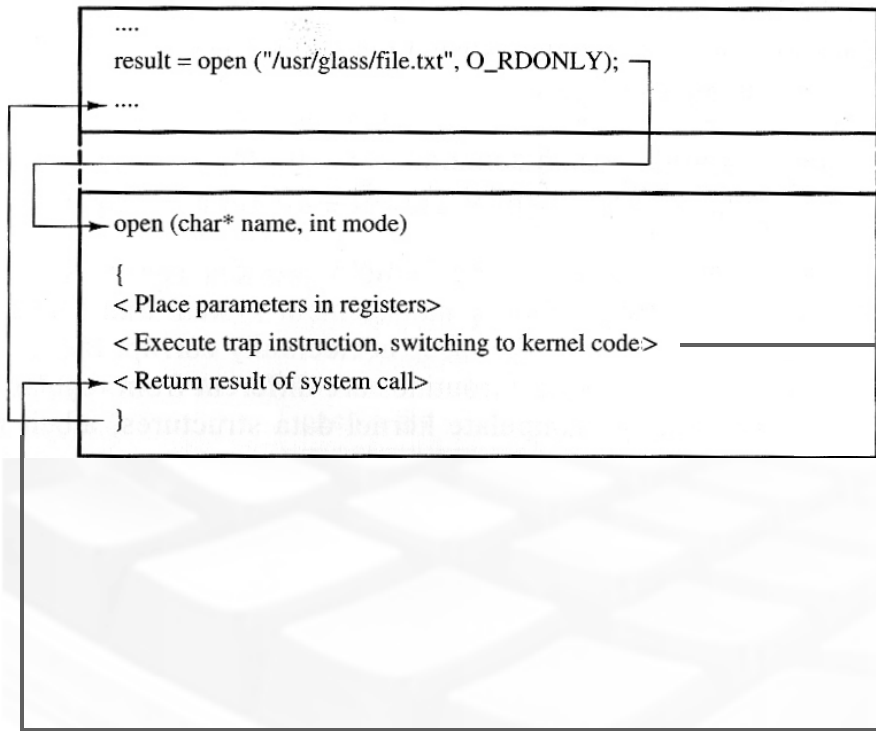 ....
result = open ("/usr/glass/file.txt", O_RDONLY);
....
open (char* name, int mode)
{
< Place parameters in registers>
< Execute trap instruction, switching to kernel code>
< Return result of system call>
}